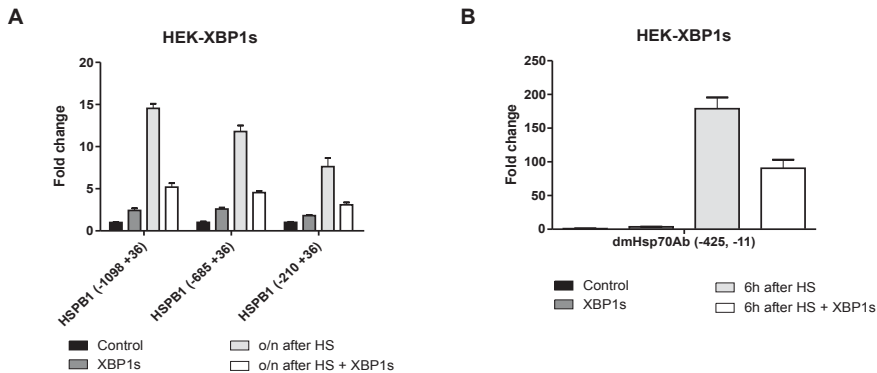 A
HEK-XBP1s
Fold change
20
15
10
5
0
HSPB1 (-1098 +36)
HSPB1 (-685 +36)
HSPB1 (-210 +36)
Control
XBP1s
o/n after HS
o/n after HS + XBP1s
B
HEK-XBP1s
Fold change
250
200
150
100
50
0
dmHsp70Ab (-425, -11)
Control
XBP1s
6h after HS
6h after HS + XBP1s